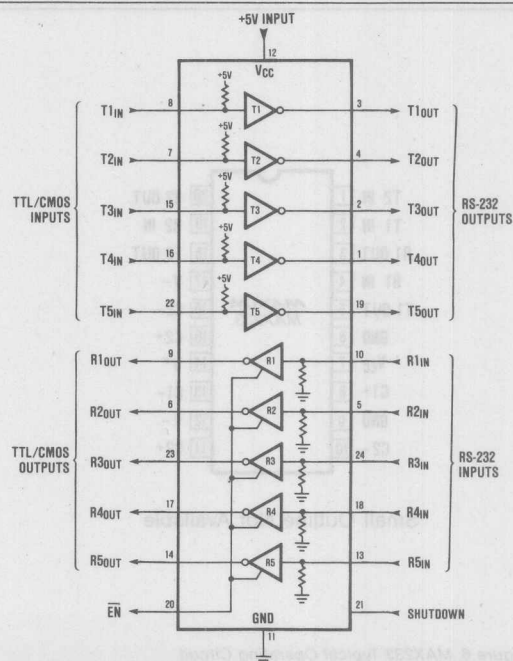 +5V INPUT
12
VCC
+5V
T1IN 8 T1 3 T1OUT
+5V
T2IN 7 T2 4 T2OUT
+5V
TTL/CMOS INPUTS
T3IN 15 T3 2 T3OUT
RS-232 OUTPUTS
+5V
T4IN 16 T4 1 T4OUT
+5V
T5IN 22 T5 19 T5OUT
R1OUT 9 R1 10 R1IN
R2OUT 6 R2 5 R2IN
TTL/CMOS OUTPUTS
R3OUT 23 R3 24 R3IN
RS-232 INPUTS
R4OUT 17 R4 18 R4IN
R5OUT 14 R5 13 R5IN
EN 20 21 SHUTDOWN
GND
11